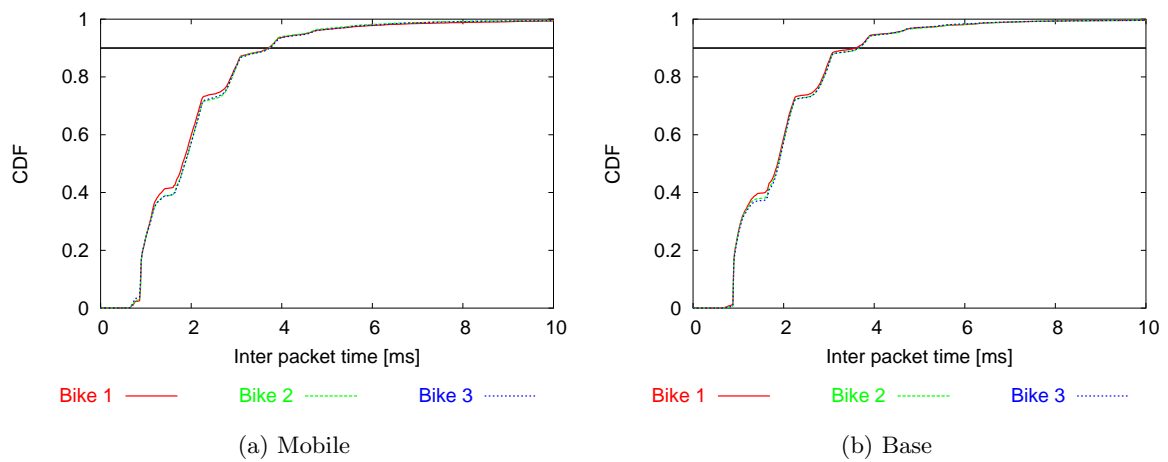 1
0.8
0.6
0.4
0.2
0
CDF
0 2 4 6 8 10
Inter packet time [ms]
Bike 1 Bike 2 Bike 3
(a) Mobile
1
0.8
0.6
0.4
0.2
0
CDF
0 2 4 6 8 10
Inter packet time [ms]
Bike 1 Bike 2 Bike 3
(b) Base